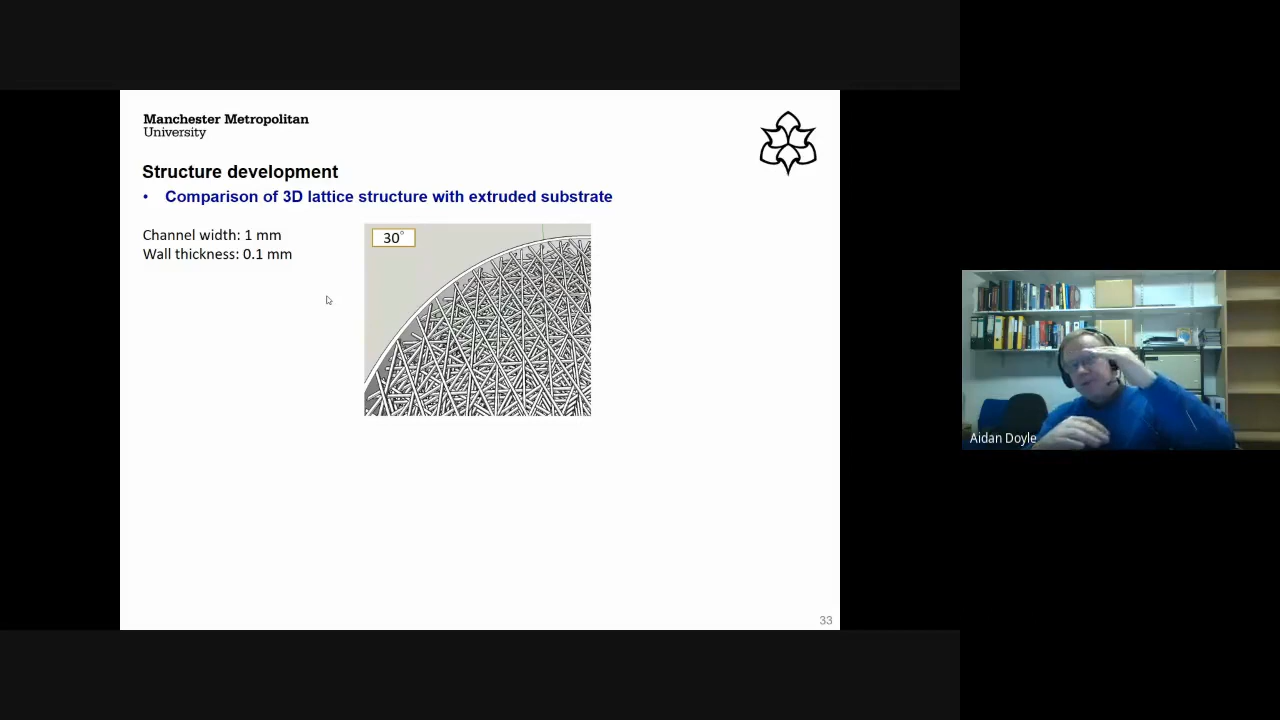 Manchester Metropolitan
University
Structure development
• Comparison of 3D lattice structure with extruded substrate
Channel width: 1 mm
Wall thickness: 0.1 mm
30°
Aidan Doyle
33